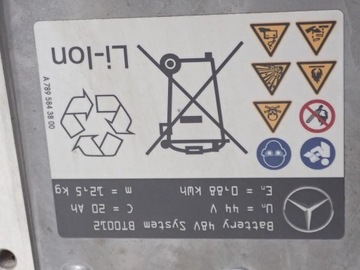 Battery 48V System BT0012
Uₙ = 44 V C = 20 Ah
Eₙ = 0,88 kWh m = 12,5 kg
Li-Ion
A 789 584 38 00